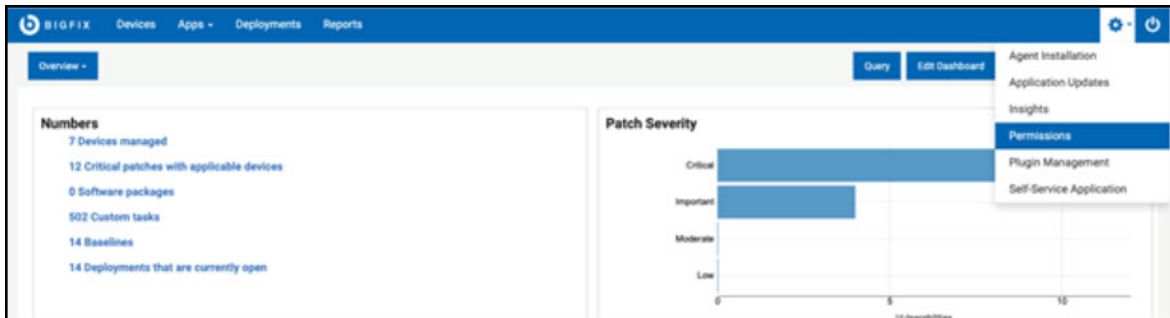 BIGFIX Devices Apps Deployments Reports
Overview
Query Edit Dashboard
Agent Installation
Application Updates
Insights
Permissions
Plugin Management
Self-Service Application
Numbers
7 Devices managed
12 Critical patches with applicable devices
0 Software packages
502 Custom tasks
14 Baselines
14 Deployments that are currently open
Patch Severity
Critical
Important
Moderate
Low
0 5 10